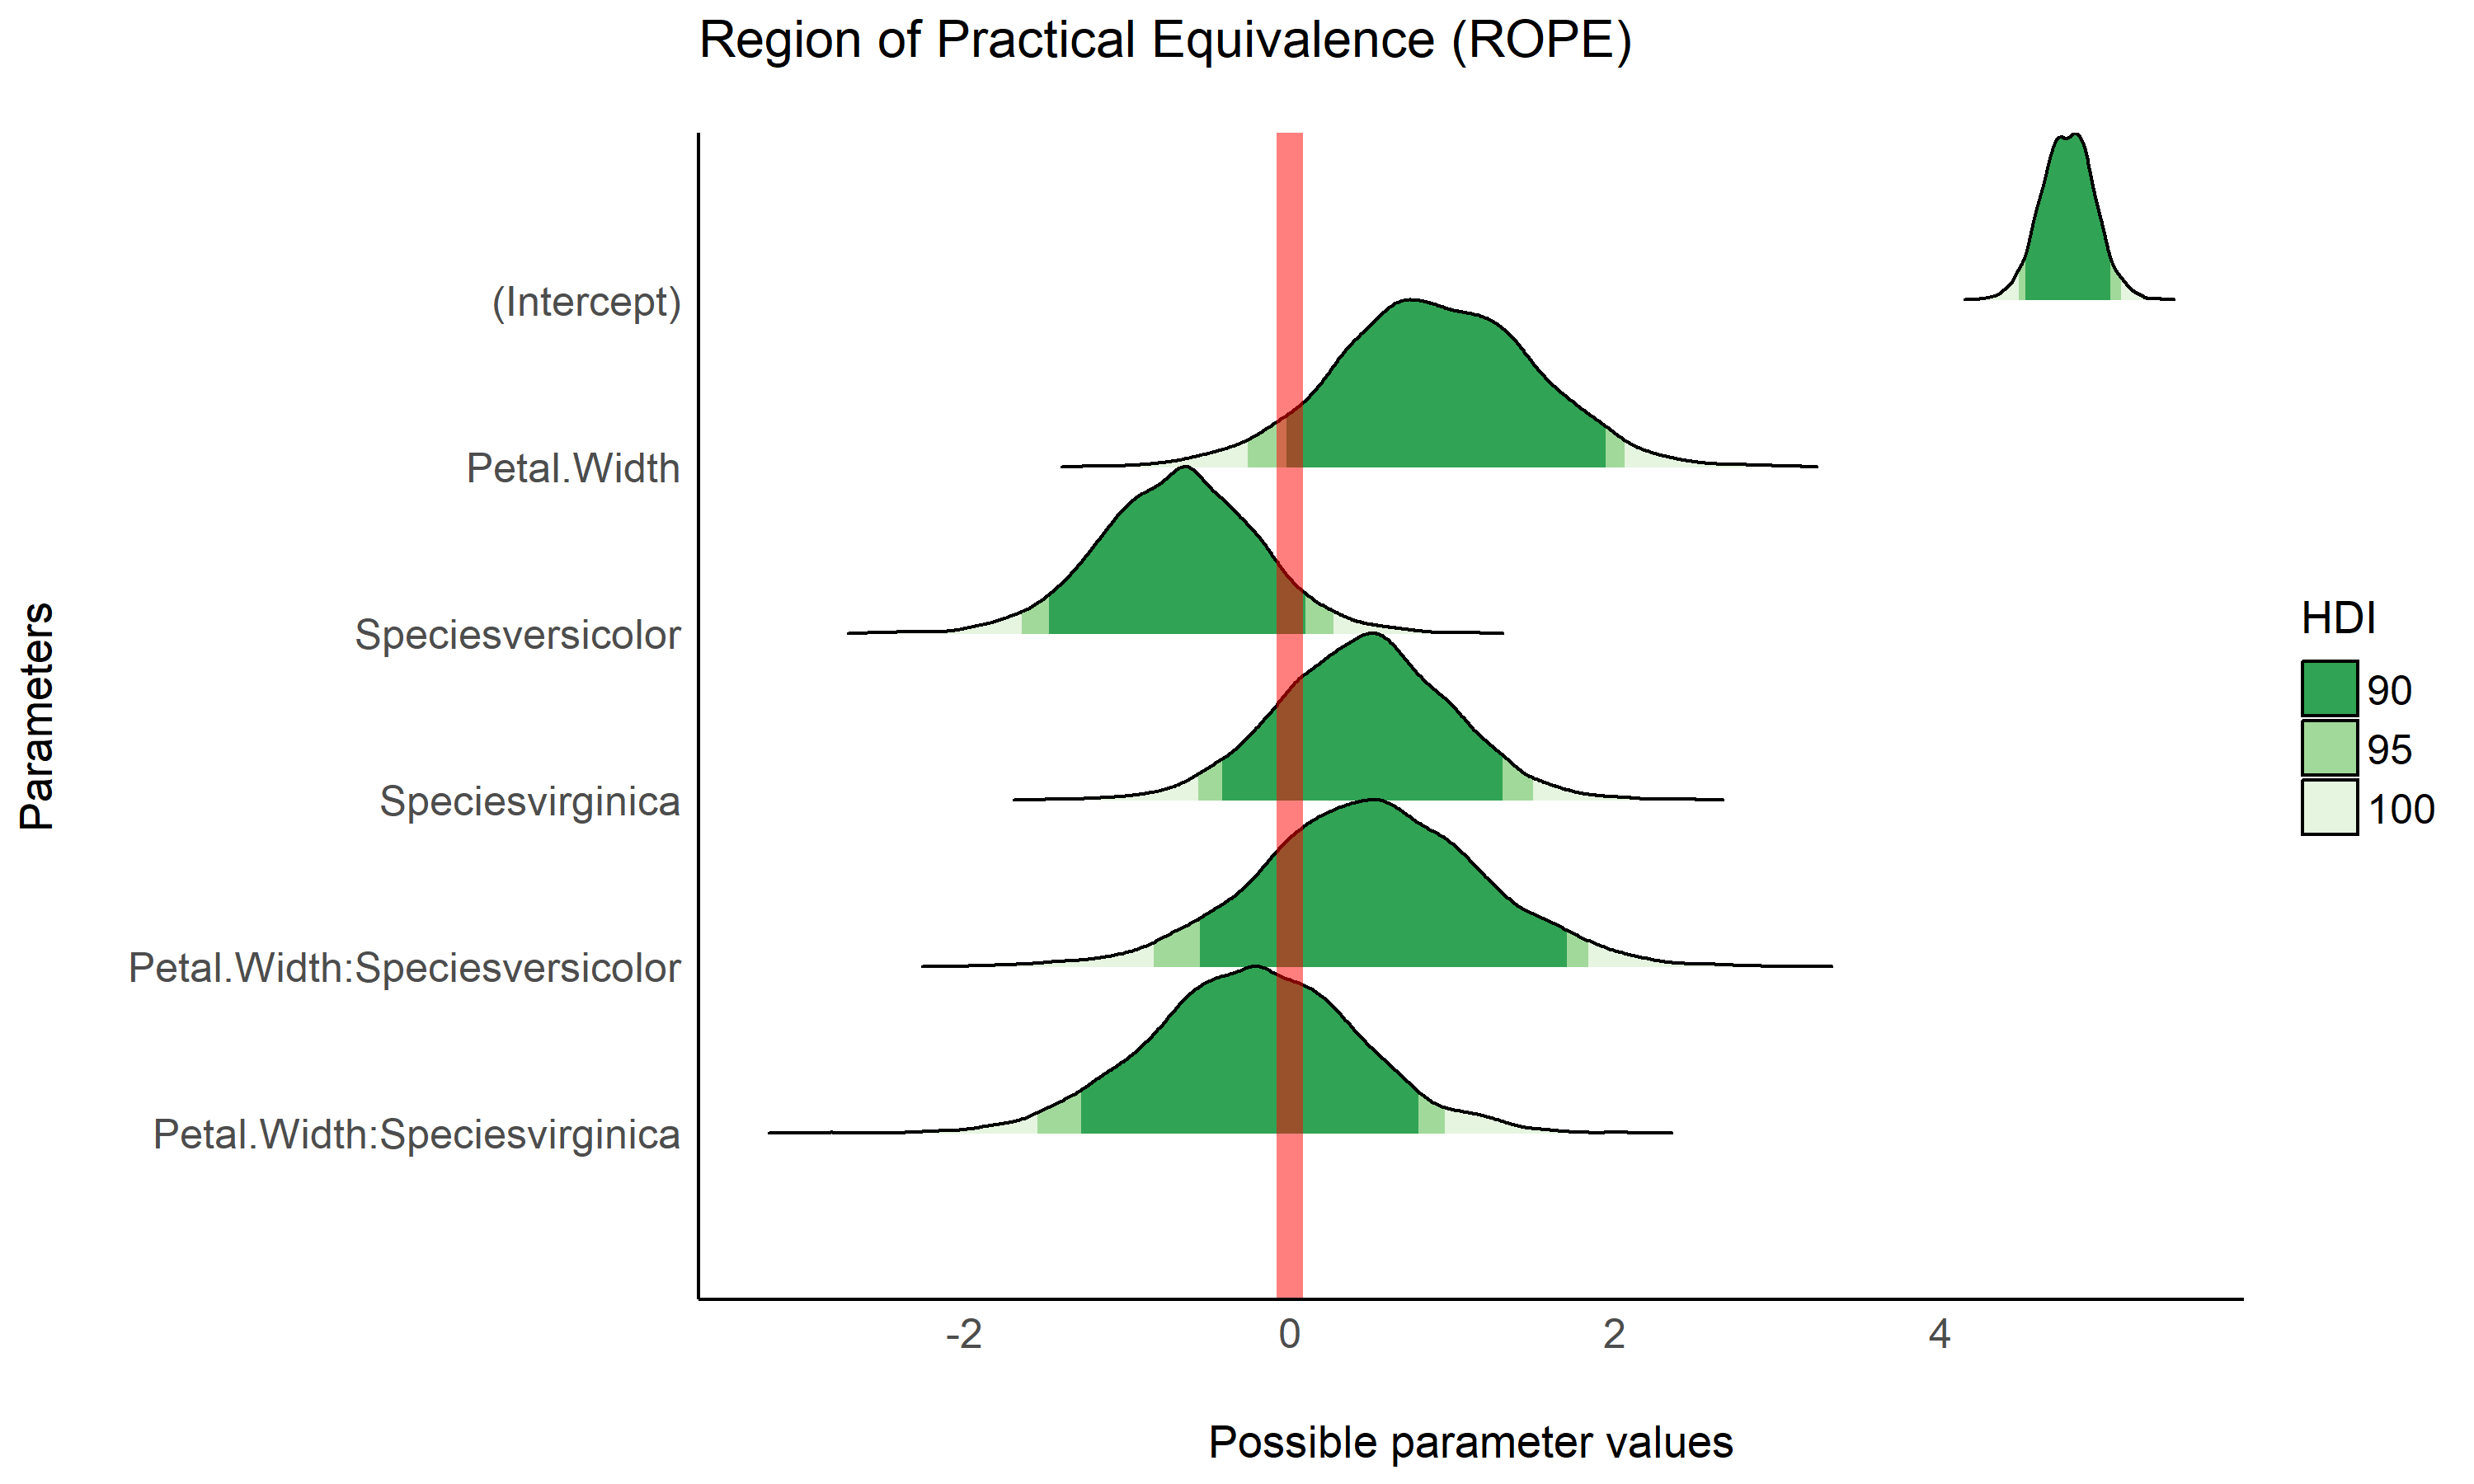 Region of Practical Equivalence (ROPE)
Parameters
(Intercept)
Petal.Width
Speciesversicolor
Speciesvirginica
Petal.Width:Speciesversicolor
Petal.Width:Speciesvirginica
-2 0 2 4
Possible parameter values
HDI
90
95
100